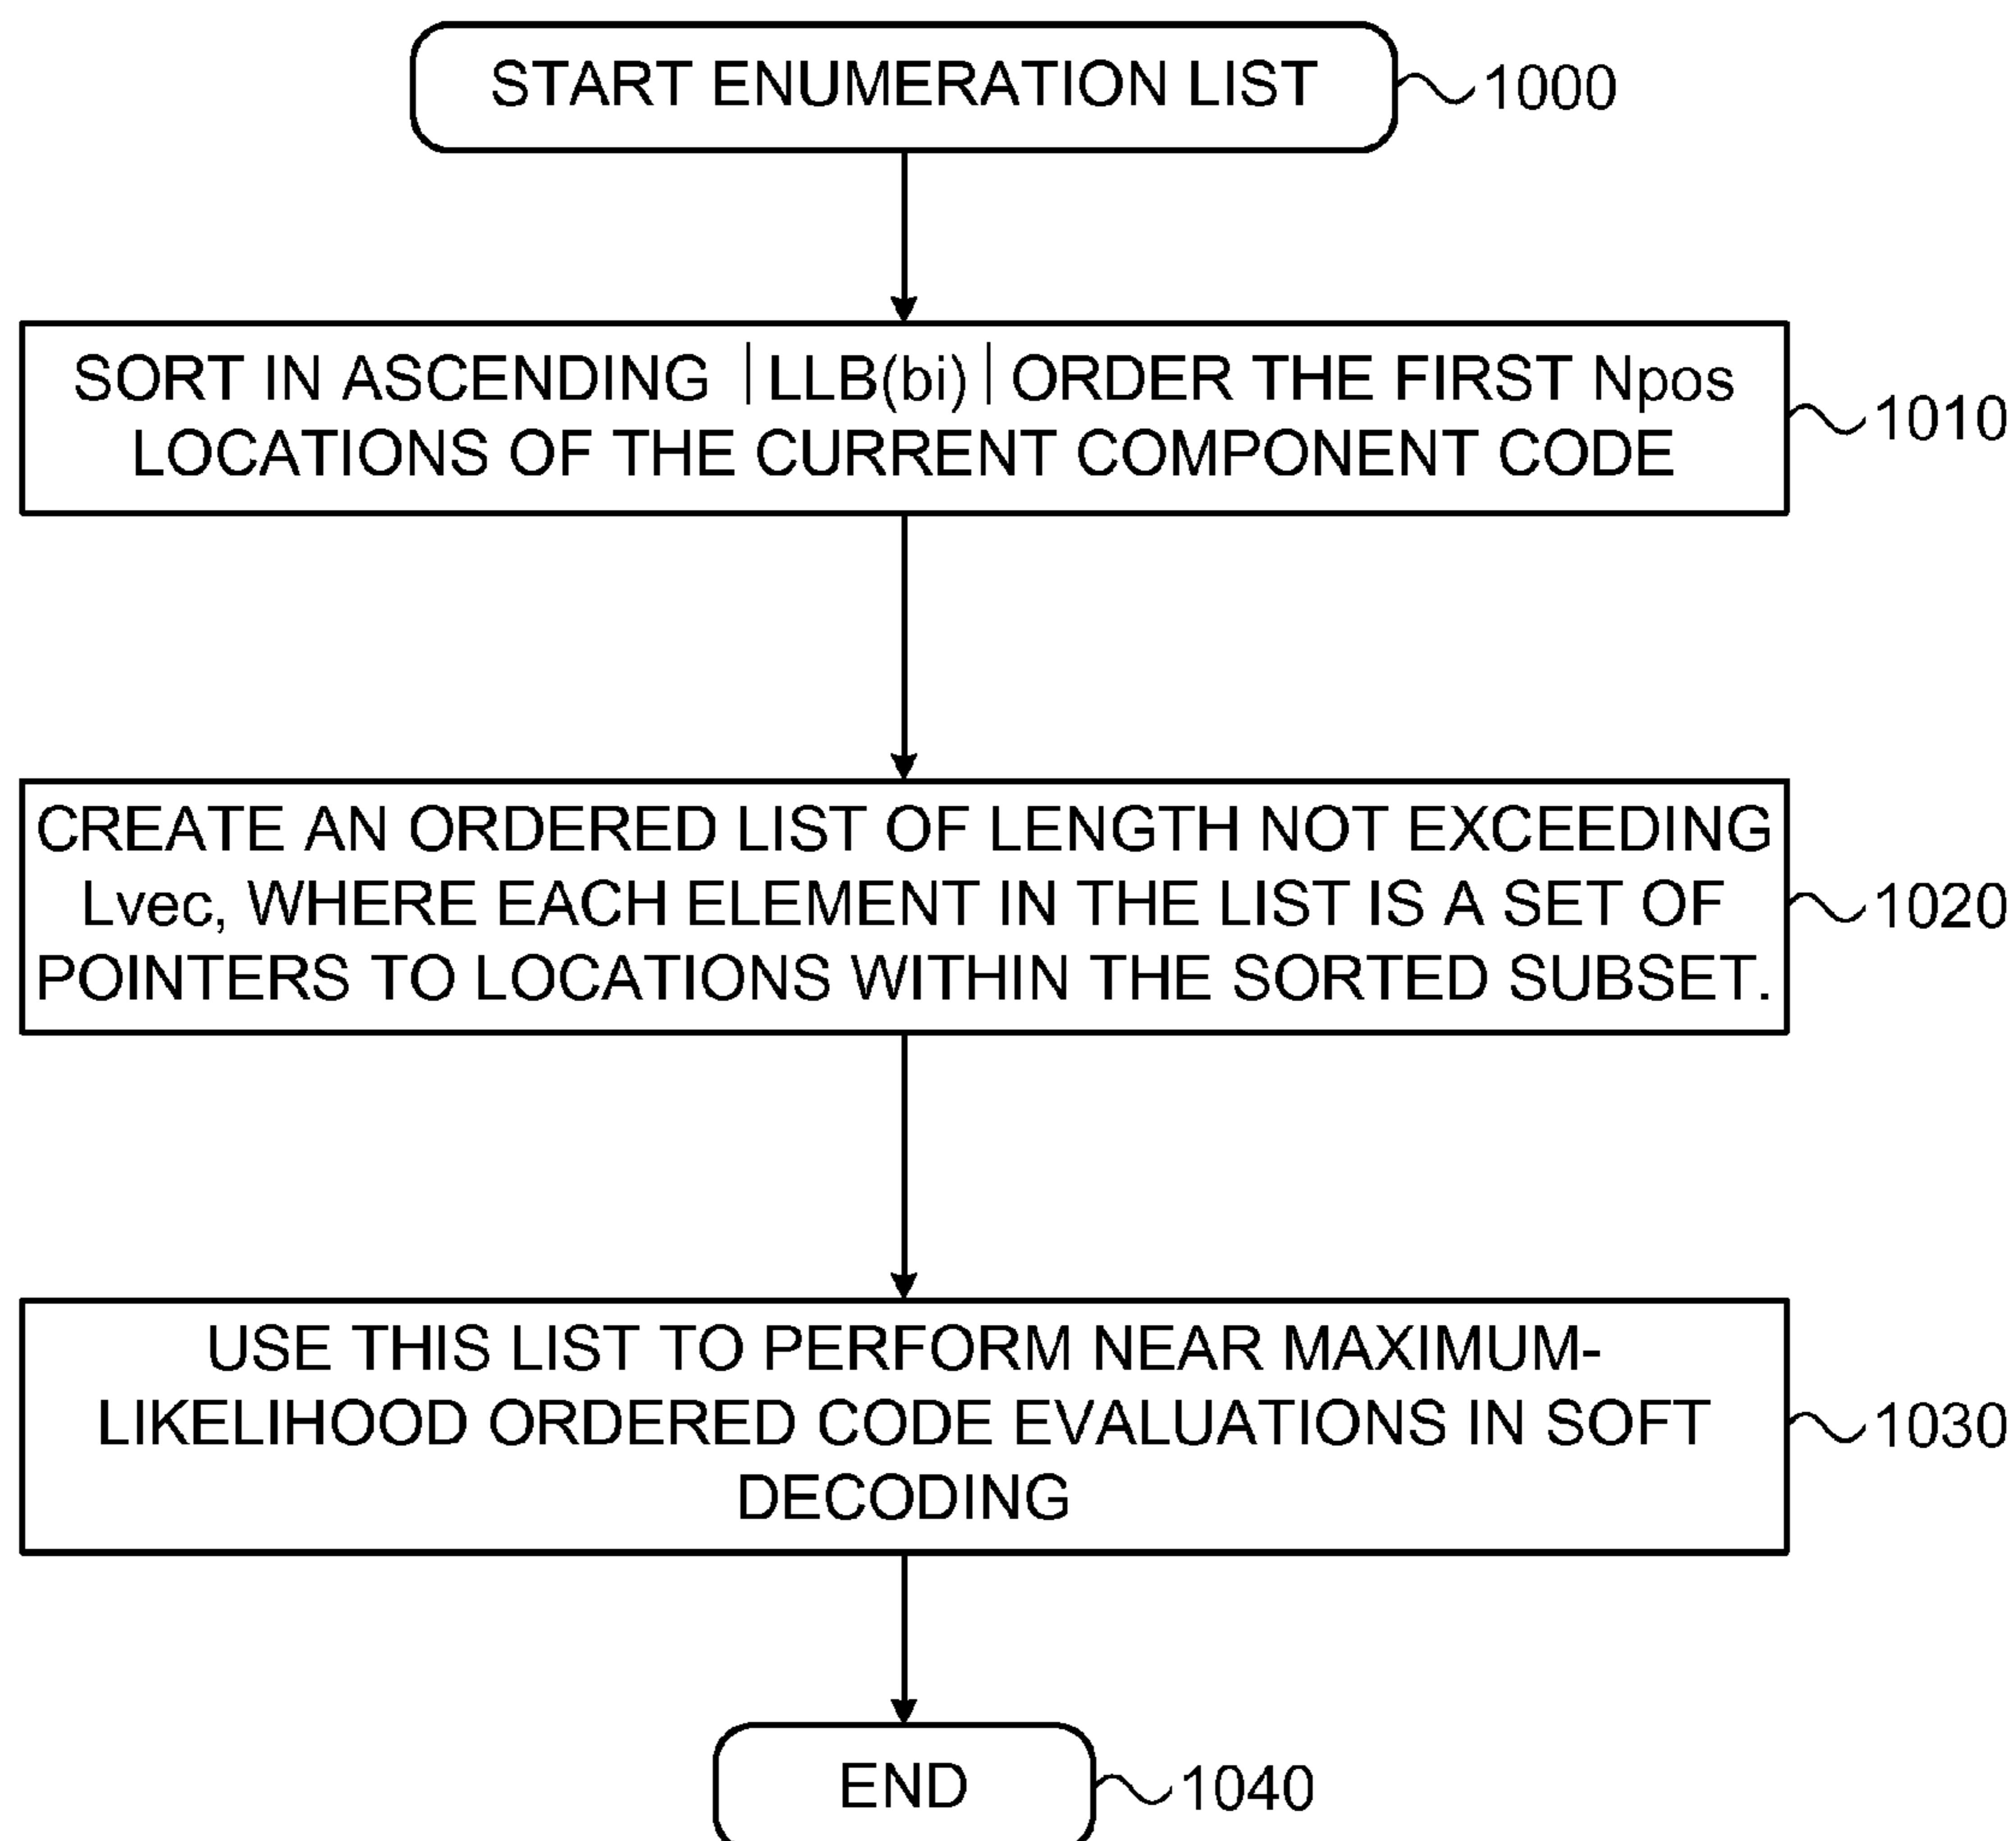 START ENUMERATION LIST
1000
SORT IN ASCENDING |LLB(bi)| ORDER THE FIRST Npos
LOCATIONS OF THE CURRENT COMPONENT CODE
1010
CREATE AN ORDERED LIST OF LENGTH NOT EXCEEDING
Lvec, WHERE EACH ELEMENT IN THE LIST IS A SET OF
POINTERS TO LOCATIONS WITHIN THE SORTED SUBSET.
1020
USE THIS LIST TO PERFORM NEAR MAXIMUM-
LIKELIHOOD ORDERED CODE EVALUATIONS IN SOFT
DECODING
1030
END
1040